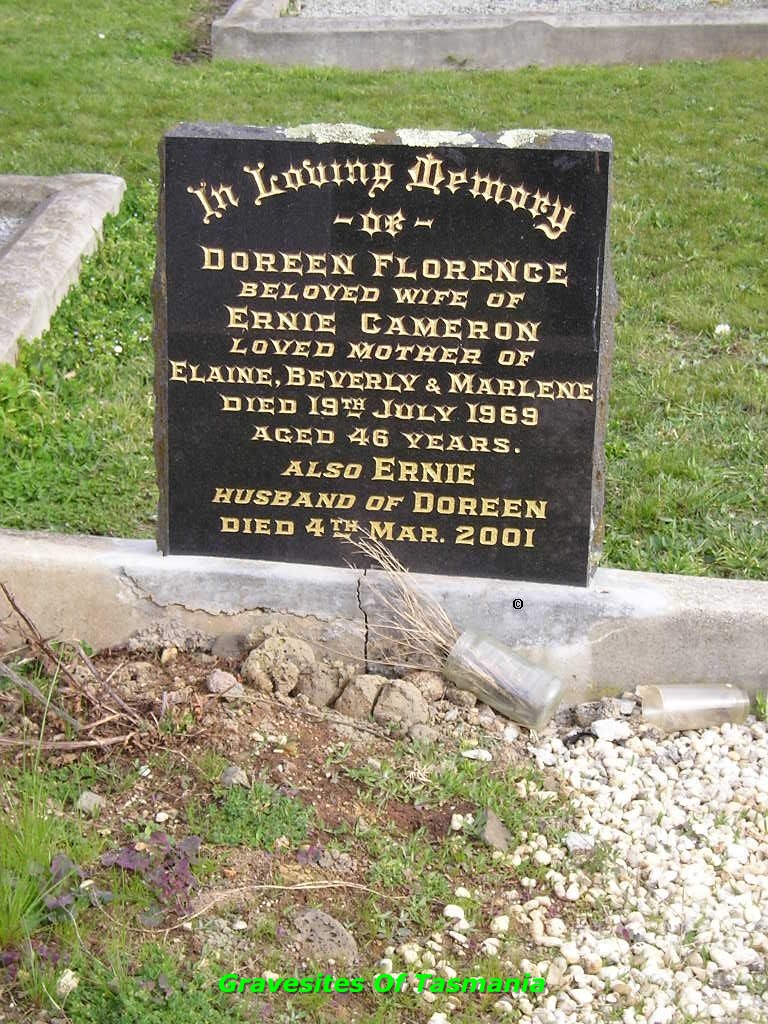 In Loving Memory
- OF -
DOREEN FLORENCE
BELOVED WIFE OF
ERNIE CAMERON
LOVED MOTHER OF
ELAINE, BEVERLY & MARLENE
DIED 19TH JULY 1969
AGED 46 YEARS.
ALSO ERNIE
HUSBAND OF DOREEN
DIED 4TH MAR. 2001
©
Gravesites Of Tasmania